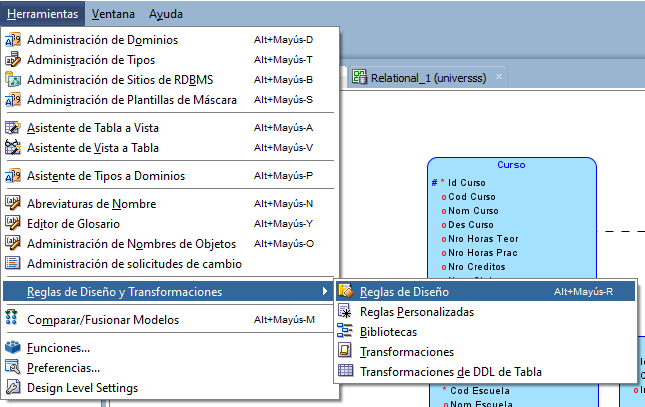 Herramientas Ventana Ayuda
Administración de Dominios Alt+Mayús-D
Administración de Tipos Alt+Mayús-T
Administración de Sitios de RDBMS Alt+Mayús-B
Administración de Plantillas de Máscara Alt+Mayús-S
Asistente de Tabla a Vista Alt+Mayús-A
Asistente de Vista a Tabla Alt+Mayús-V
Asistente de Tipos a Dominios Alt+Mayús-P
Abreviaturas de Nombre Alt+Mayús-N
Editor de Glosario Alt+Mayús-Y
Administración de Nombres de Objetos Alt+Mayús-O
Administración de solicitudes de cambio
Reglas de Diseño y Transformaciones
Comparar/Fusionar Modelos Alt+Mayús-M
Funciones...
Preferencias...
Design Level Settings
Reglas de Diseño Alt+Mayús-R
Reglas Personalizadas
Bibliotecas
Transformaciones
Transformaciones de DDL de Tabla
Relational_1 (universss)
Curso
# * Id Curso
o Cod Curso
o Nom Curso
o Des Curso
o Nro Horas Teor
o Nro Horas Prac
o Nro Creditos
* Cod Escuela
o Nom Escuela